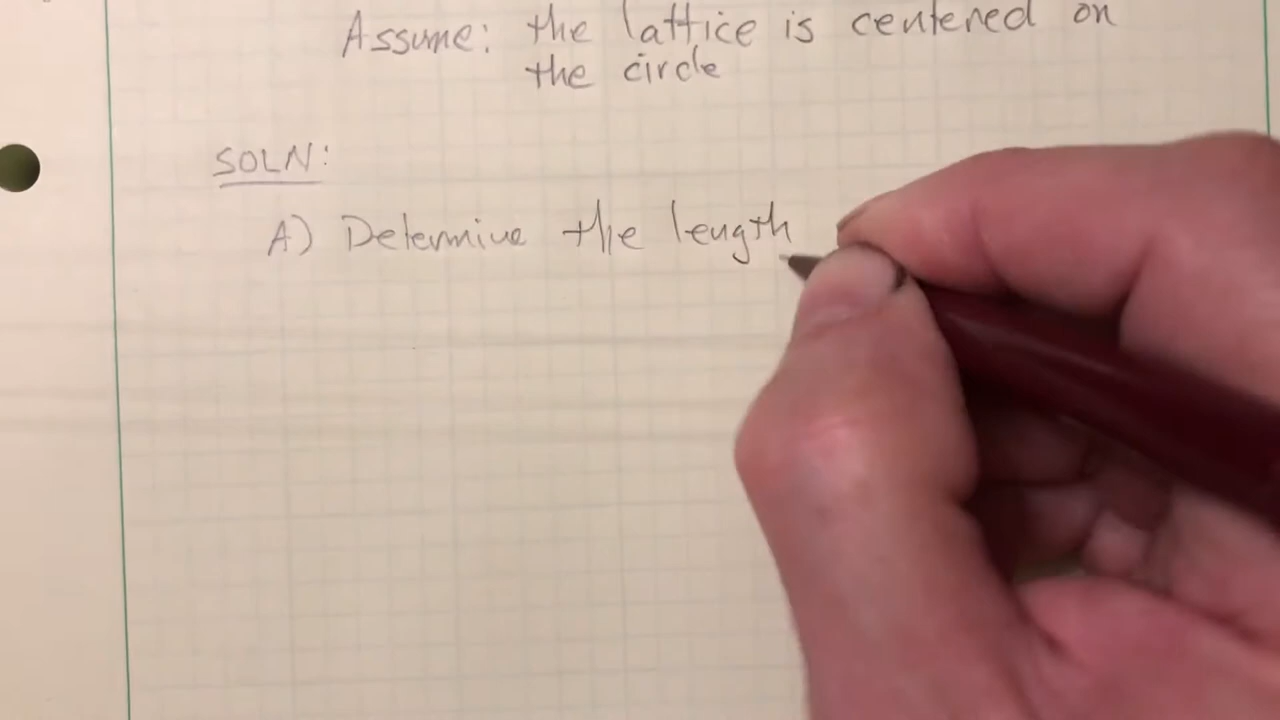 Assume: the lattice is centered on
the circle
SOLN:
A) Determine the length